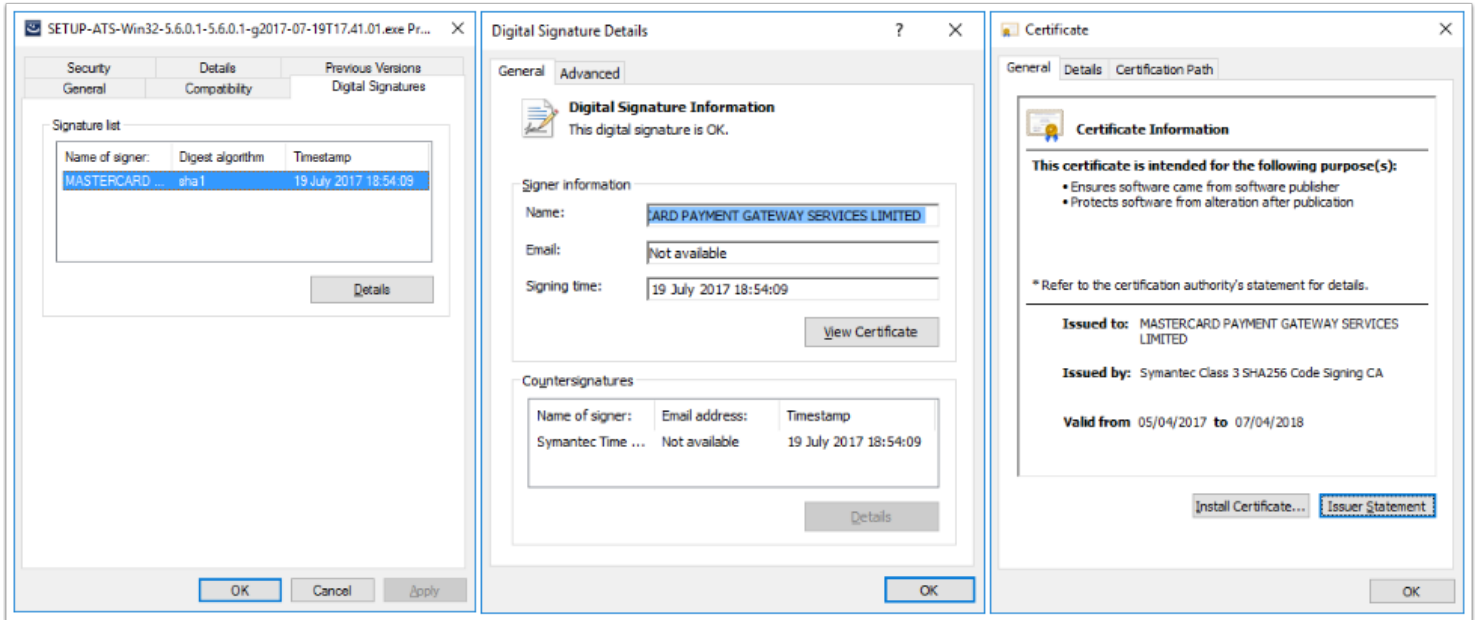 SETUP-ATS-Win32-5.6.0.1-5.6.0.1-g2017-07-19T17.41.01.exe Pr...
Security Details Previous Versions
General Compatibility Digital Signatures
Signature list
Name of signer: Digest algorithm Timestamp
MASTERCARD ... sha1 19 July 2017 18:54:09
Details
OK Cancel Apply
Digital Signature Details ?
General Advanced
Digital Signature Information
This digital signature is OK.
Signer information
Name: CARD PAYMENT GATEWAY SERVICES LIMITED
Email: Not available
Signing time: 19 July 2017 18:54:09
View Certificate
Countersignatures
Name of signer: Email address: Timestamp
Symantec Time ... Not available 19 July 2017 18:54:09
Details
OK
Certificate
General Details Certification Path
Certificate Information
This certificate is intended for the following purpose(s):
• Ensures software came from software publisher
• Protects software from alteration after publication
* Refer to the certification authority's statement for details.
Issued to: MASTERCARD PAYMENT GATEWAY SERVICES
LIMITED
Issued by: Symantec Class 3 SHA256 Code Signing CA
Valid from 05/04/2017 to 07/04/2018
Install Certificate... Issuer Statement
OK